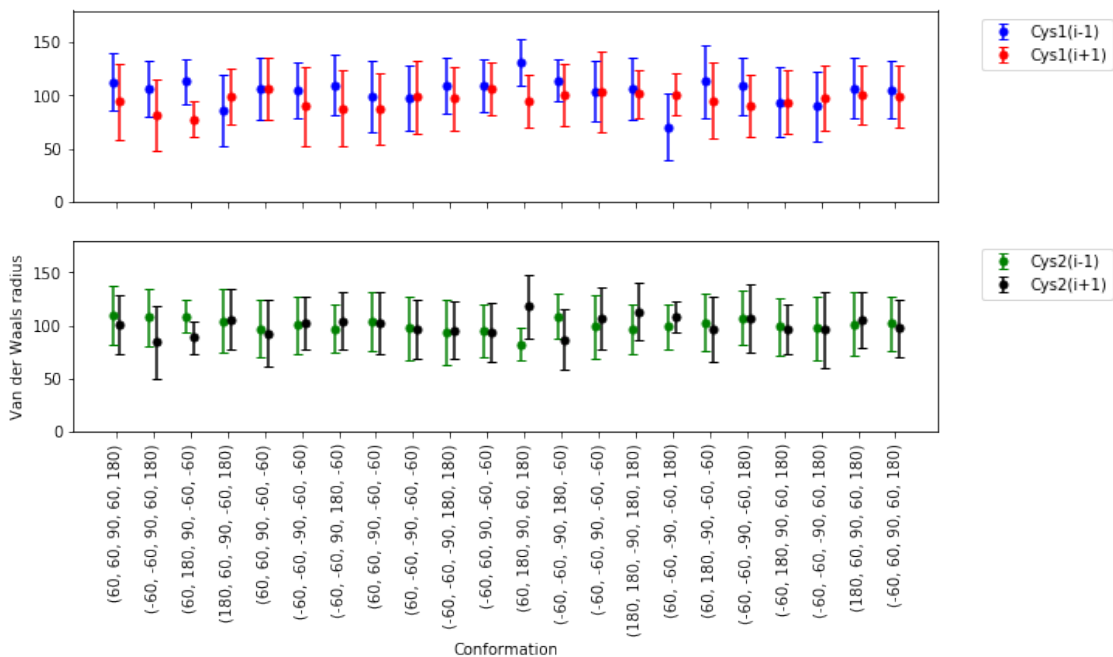 150
100
50
0
Cys1(i-1)
Cys1(i+1)
Van der Waals radius
150
100
50
0
Cys2(i-1)
Cys2(i+1)
(60, 60, 90, 60, 180)
(-60, -60, 90, 60, 180)
(60, 180, 90, -60, -60)
(180, 60, -90, -60, 180)
(60, 60, 90, -60, -60)
(-60, -60, -90, -60, -60)
(-60, -60, 90, 180, -60)
(60, 60, -90, -60, -60)
(60, -60, -90, -60, -60)
(-60, -60, -90, 180, 180)
(-60, 60, 90, -60, -60)
(60, 180, 90, 60, 180)
(-60, -60, -90, 180, -60)
(-60, -60, 90, -60, -60)
(180, 180, -90, 180, 180)
(60, -60, -90, -60, 180)
(60, 180, -90, -60, -60)
(-60, -60, -90, -60, 180)
(-60, 180, 90, 60, 180)
(-60, -60, -90, 60, 180)
(180, 60, 90, 60, 180)
(-60, 60, 90, 60, 180)
Conformation